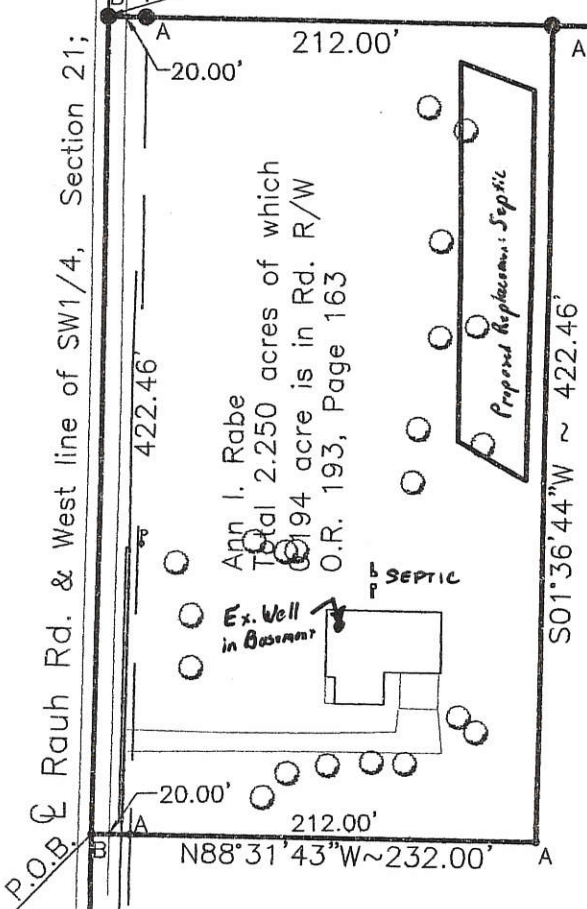 B
A
20.00'
212.00'
A
℄ Rauh Rd. & West line of SW1/4, Section 21;
422.46'
Ann I. Rabe
Total 2.250 acres of which
0.194 acre is in Rd. R/W
O.R. 193, Page 163
Proposed Replacement Septic
S01°36'44"W ~ 422.46'
SEPTIC
Ex. Well
in Basement
20.00'
212.00'
P.O.B.
B
A
N88°31'43"W~232.00'
A